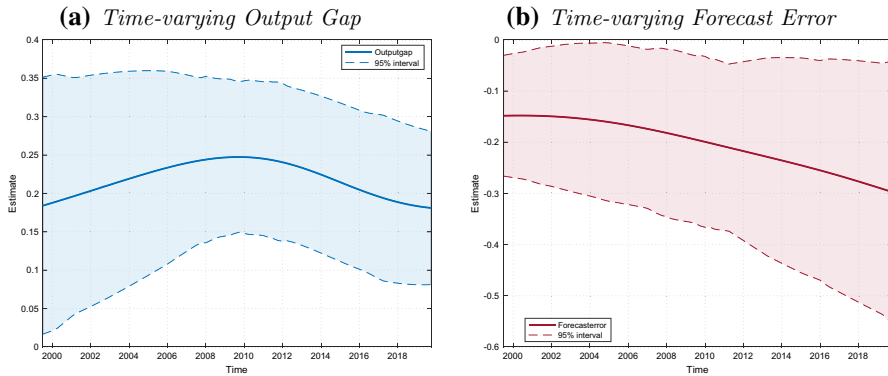 (a) Time-varying Output Gap
0.4
0.35
0.3
0.25
0.2
0.15
0.1
0.05
0
Estimate
Outputgap
95% interval
2000 2002 2004 2006 2008 2010 2012 2014 2016 2018
Time
(b) Time-varying Forecast Error
0
-0.1
-0.2
-0.3
-0.4
-0.5
-0.6
Estimate
Forecasterror
95% interval
2000 2002 2004 2006 2008 2010 2012 2014 2016 2018
Time